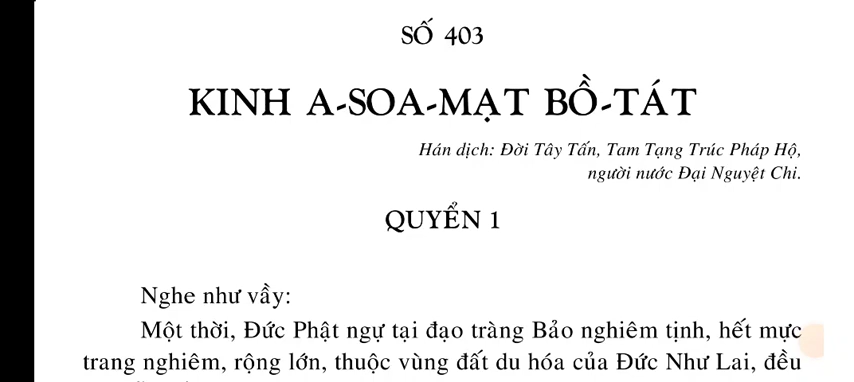 SỐ 403
KINH A-SOA-MẠT BỒ-TÁT
Hán dịch: Đời Tây Tấn, Tam Tạng Trúc Pháp Hộ,
người nước Đại Nguyệt Chi.
QUYỂN 1
Nghe như vầy:
Một thời, Đức Phật ngự tại đạo tràng Bảo nghiêm tịnh, hết mực
trang nghiêm, rộng lớn, thuộc vùng đất du hóa của Đức Như Lai, đều